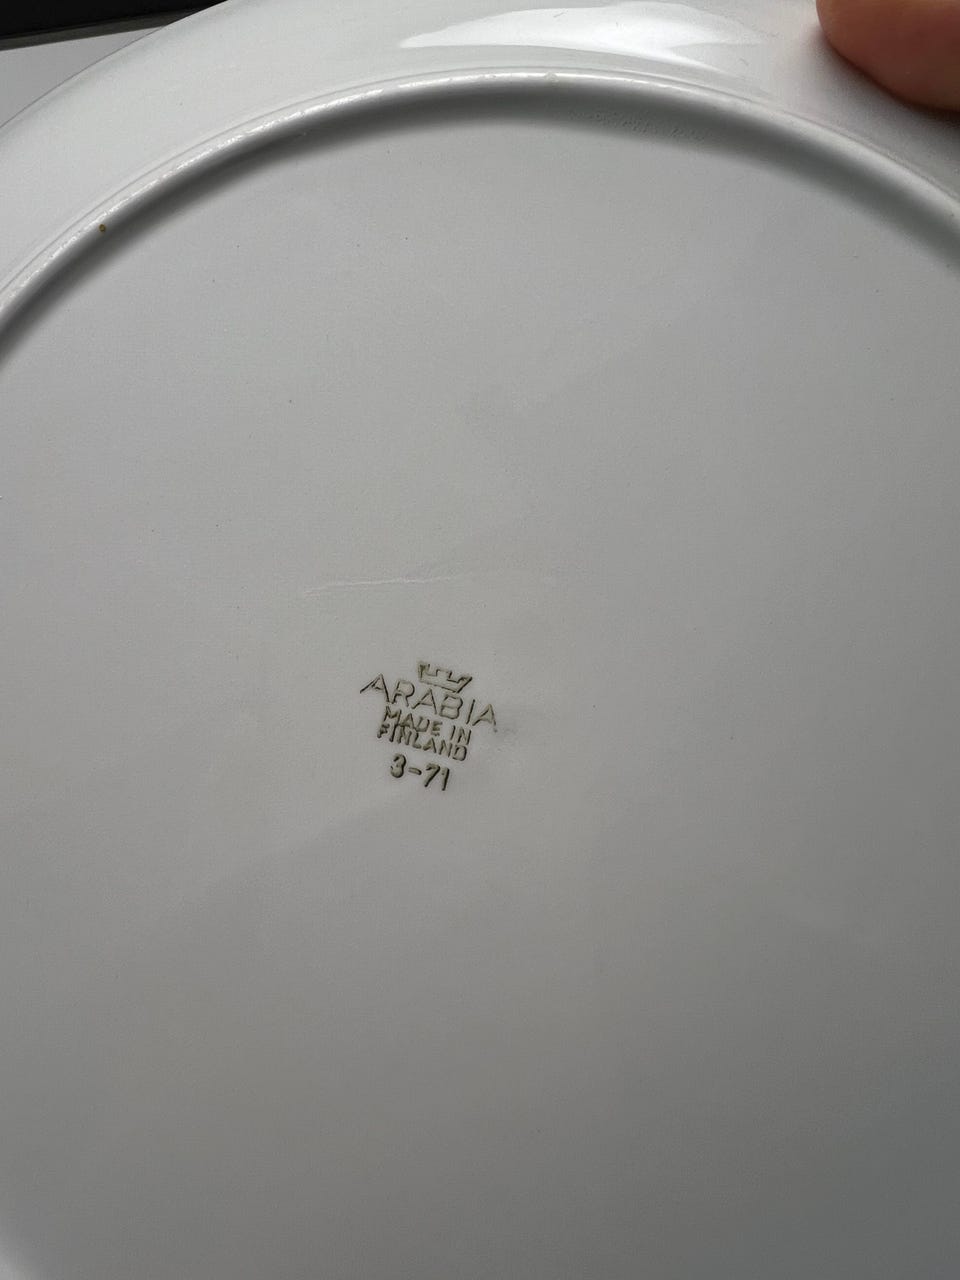 ARABIA
MADE IN
FINLAND
3-71